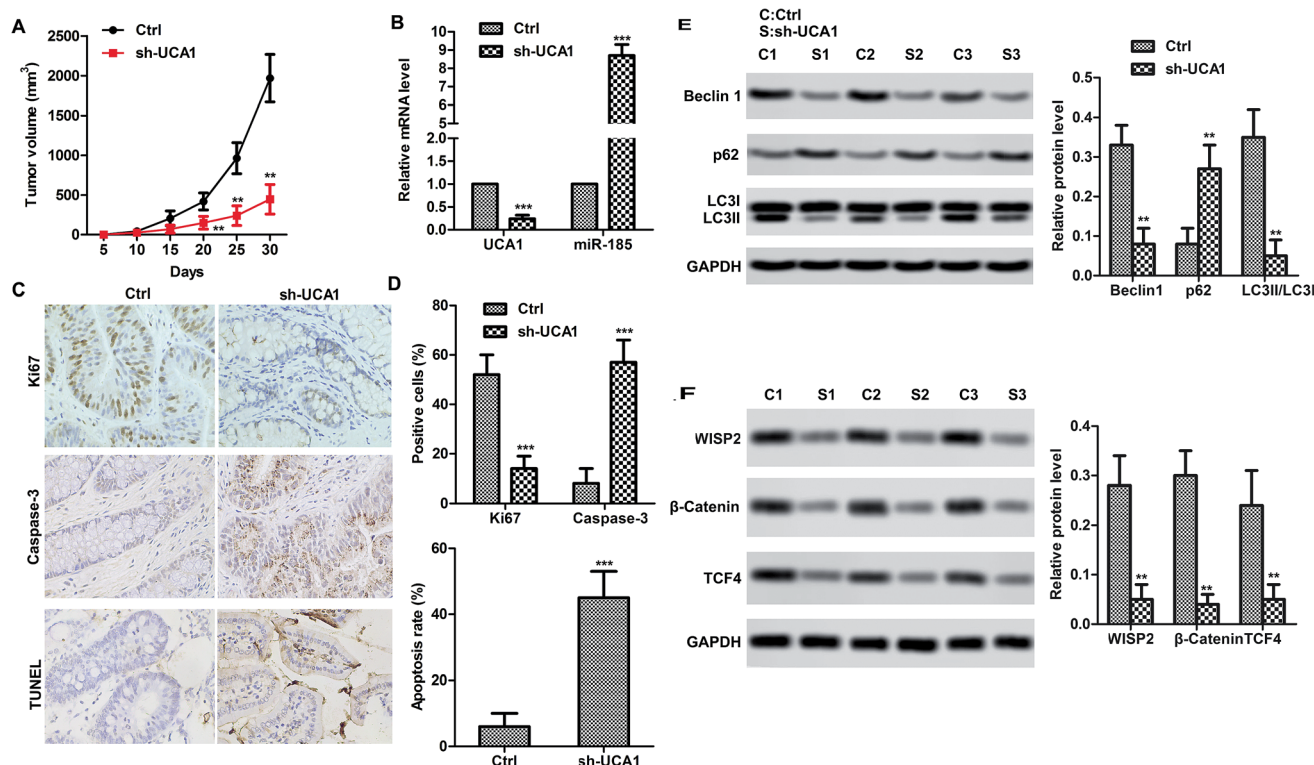 A
Ctrl
sh-UCA1
Tumor volume (mm3)
2500
2000
1500
1000
500
0
**
**
**
5 10 15 20 25 30
Days
B
Ctrl
sh-UCA1
Relative mRNA level
10
9
8
7
6
5
4
2.0
1.5
1.0
0.5
0.0
***
***
UCA1 miR-185
C
Ctrl sh-UCA1
Ki67
Caspase-3
TUNEL
D
Ctrl
sh-UCA1
Positive cells (%)
80
60
40
20
0
***
***
Ki67 Caspase-3
Apoptosis rate (%)
60
40
20
0
***
Ctrl sh-UCA1
E
C:Ctrl
S:sh-UCA1
C1 S1 C2 S2 C3 S3
Beclin 1
p62
LC3I
LC3II
GAPDH
Ctrl
sh-UCA1
Relative protein level
0.5
0.4
0.3
0.2
0.1
0.0
**
**
**
Beclin1 p62 LC3II/LC3I
F
C1 S1 C2 S2 C3 S3
WISP2
β-Catenin
TCF4
GAPDH
Relative protein level
0.4
0.3
0.2
0.1
0.0
**
**
**
WISP2 β-Catenin TCF4